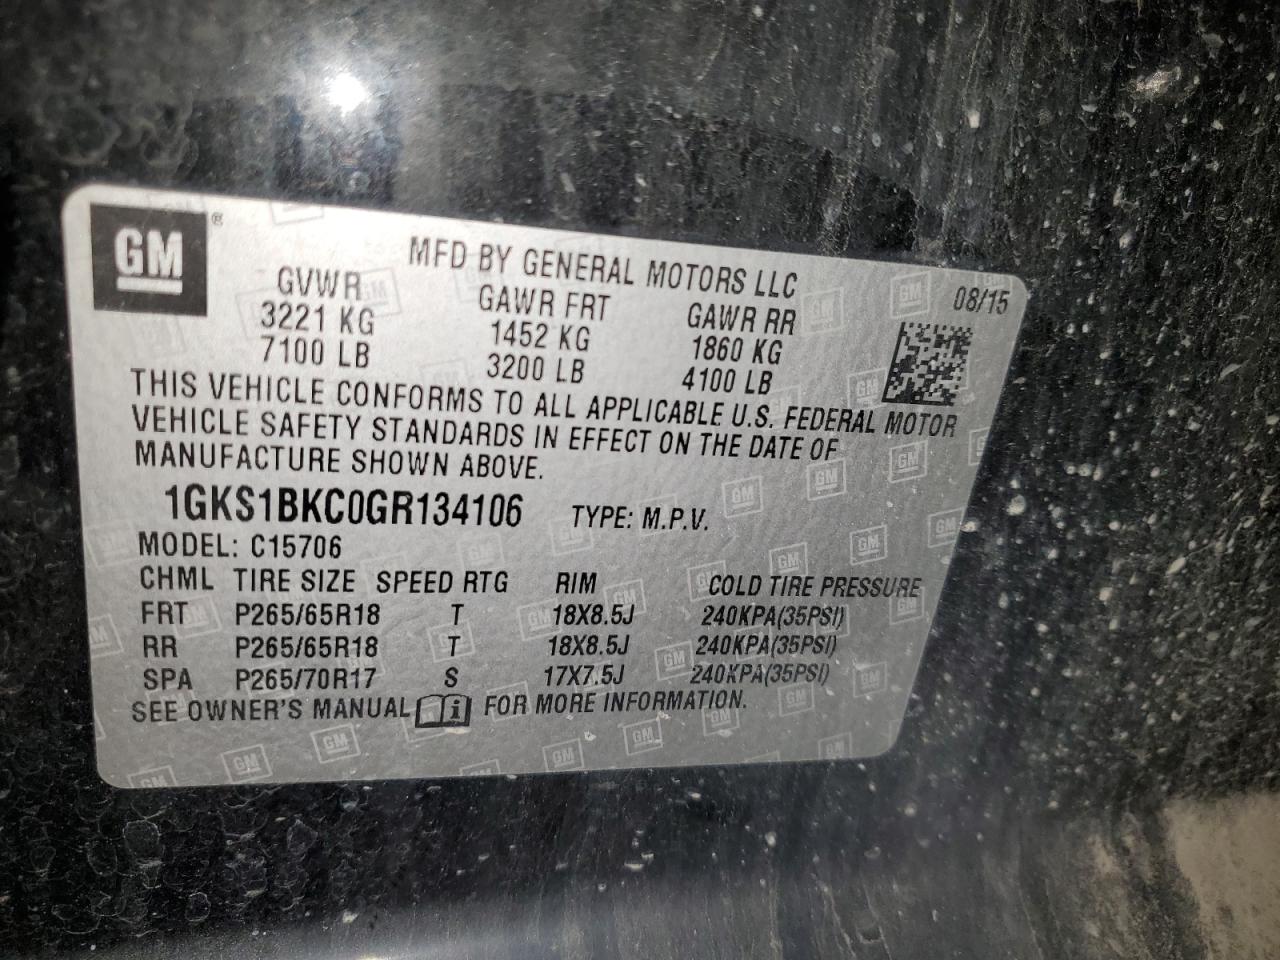 GM ®
MFD BY GENERAL MOTORS LLC
08/15
GVWR GAWR FRT GAWR RR
3221 KG 1452 KG 1860 KG
7100 LB 3200 LB 4100 LB
THIS VEHICLE CONFORMS TO ALL APPLICABLE U.S. FEDERAL MOTOR
VEHICLE SAFETY STANDARDS IN EFFECT ON THE DATE OF
MANUFACTURE SHOWN ABOVE.
1GKS1BKC0GR134106 TYPE: M.P.V.
MODEL: C15706
CHML TIRE SIZE SPEED RTG RIM COLD TIRE PRESSURE
FRT P265/65R18 T 18X8.5J 240KPA(35PSI)
RR P265/65R18 T 18X8.5J 240KPA(35PSI)
SPA P265/70R17 S 17X7.5J 240KPA(35PSI)
SEE OWNER'S MANUAL i FOR MORE INFORMATION.